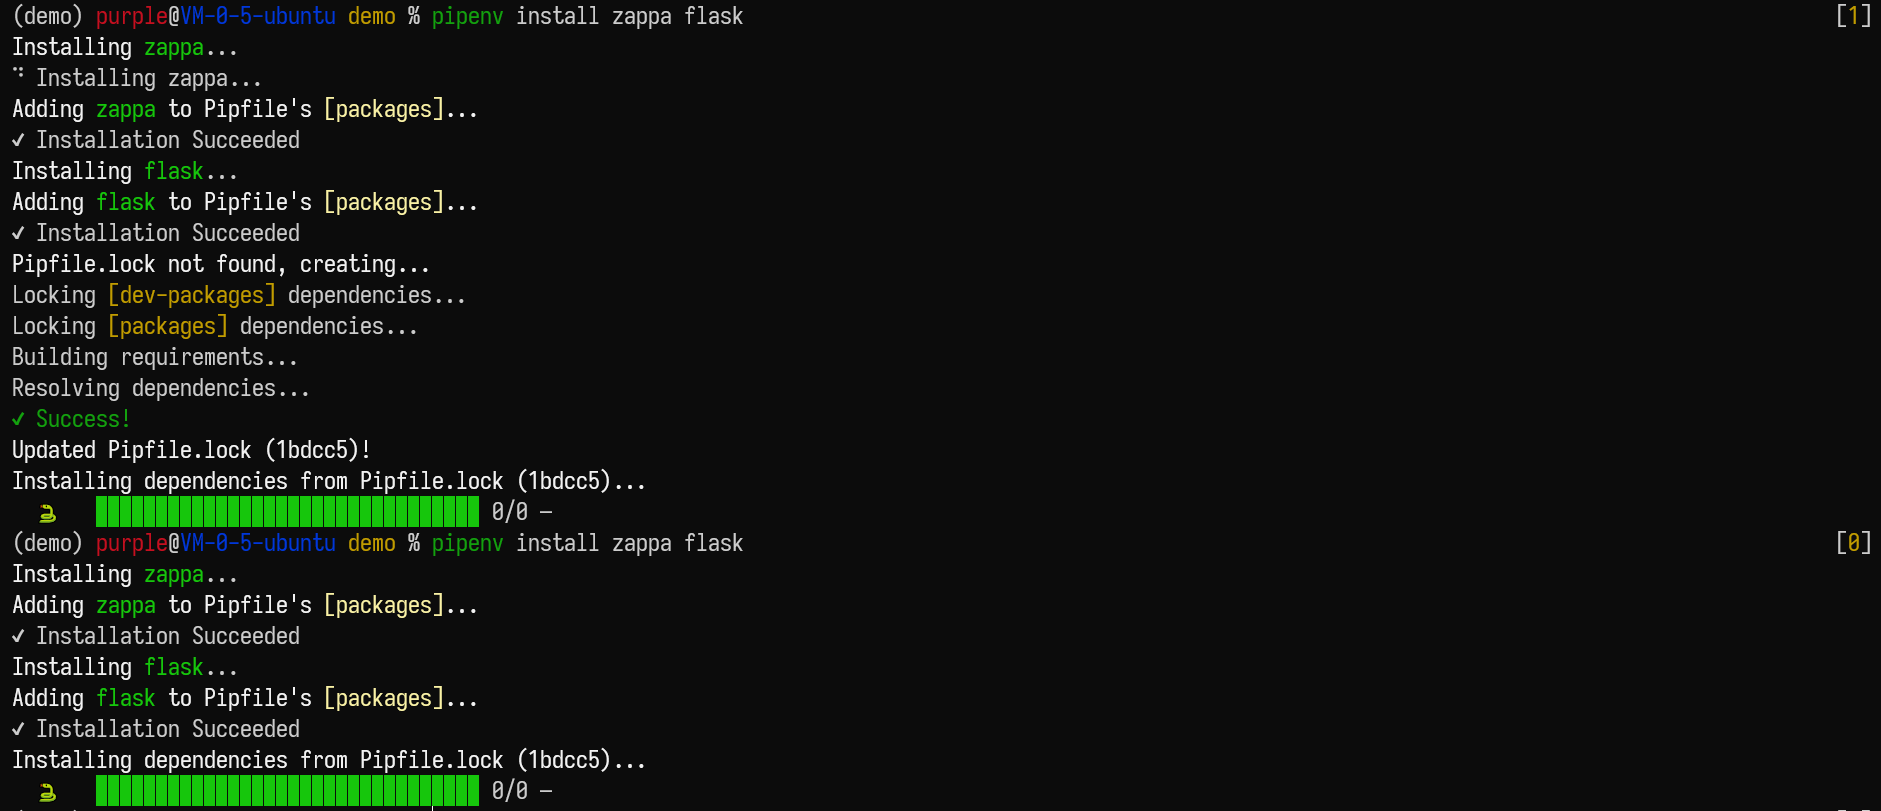 (demo) purple@VM-0-5-ubuntu demo % pipenv install zappa flask [1]
Installing zappa...
⠙ Installing zappa...
Adding zappa to Pipfile's [packages]...
✔ Installation Succeeded
Installing flask...
Adding flask to Pipfile's [packages]...
✔ Installation Succeeded
Pipfile.lock not found, creating...
Locking [dev-packages] dependencies...
Locking [packages] dependencies...
Building requirements...
Resolving dependencies...
✔ Success!
Updated Pipfile.lock (1bdcc5)!
Installing dependencies from Pipfile.lock (1bdcc5)...
🐍 ▉▉▉▉▉▉▉▉▉▉▉▉▉▉▉▉▉▉▉▉▉▉▉▉▉▉▉▉▉▉▉▉ 0/0 —
(demo) purple@VM-0-5-ubuntu demo % pipenv install zappa flask [0]
Installing zappa...
Adding zappa to Pipfile's [packages]...
✔ Installation Succeeded
Installing flask...
Adding flask to Pipfile's [packages]...
✔ Installation Succeeded
Installing dependencies from Pipfile.lock (1bdcc5)...
🐍 ▉▉▉▉▉▉▉▉▉▉▉▉▉▉▉▉▉▉▉▉▉▉▉▉▉▉▉▉▉▉▉▉ 0/0 —